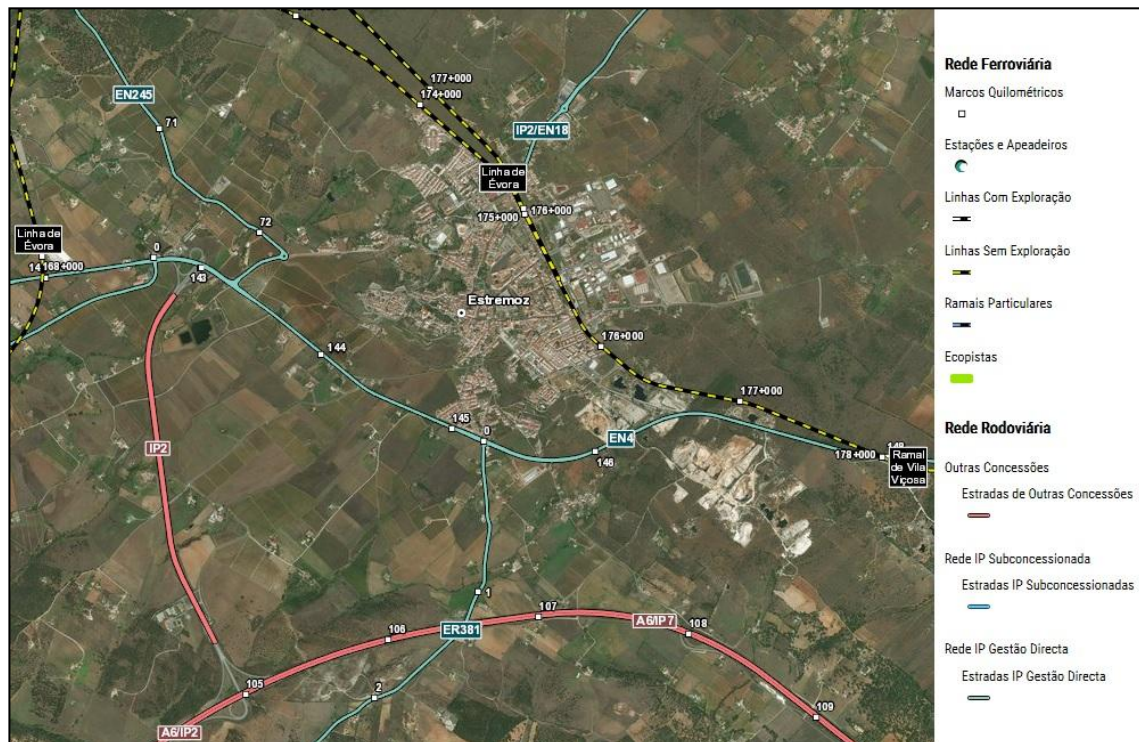 177+000
174+000
EN245
71
IP2/EN18
Linha de
Évora
175+000
176+000
72
Linha de
Évora
0
14
168+000
143
Estremoz
144
176+000
177+000
145
0
EN4
146
178+000
148
Ramal
de Vila
Viçosa
IP2
1
107
A6/IP7
106
ER381
108
105
2
109
A6/IP2
Rede Ferroviária
Marcos Quilométricos
Estações e Apeadeiros
Linhas Com Exploração
Linhas Sem Exploração
Ramais Particulares
Ecopistas
Rede Rodoviária
Outras Concessões
Estradas de Outras Concessões
Rede IP Subconcessionada
Estradas IP Subconcessionadas
Rede IP Gestão Directa
Estradas IP Gestão Directa